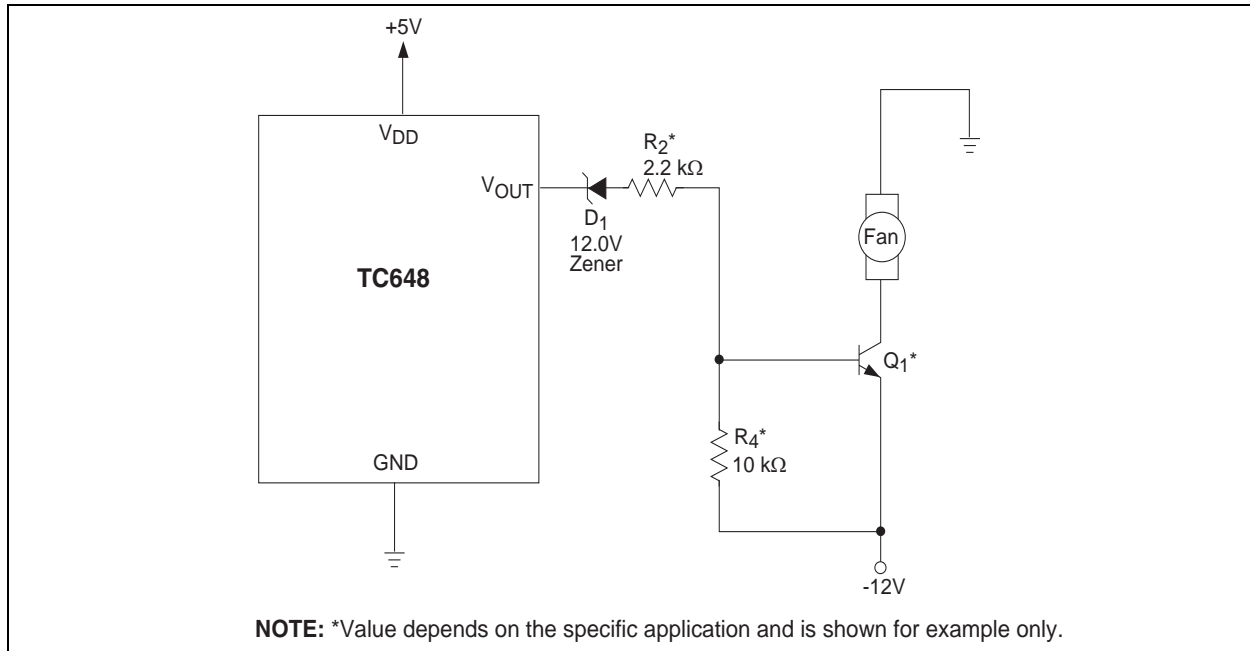 +5V
VDD
R2*
2.2 kΩ
VOUT
D1
12.0V
Zener
Fan
TC648
Q1*
R4*
10 kΩ
GND
-12V
NOTE: *Value depends on the specific application and is shown for example only.